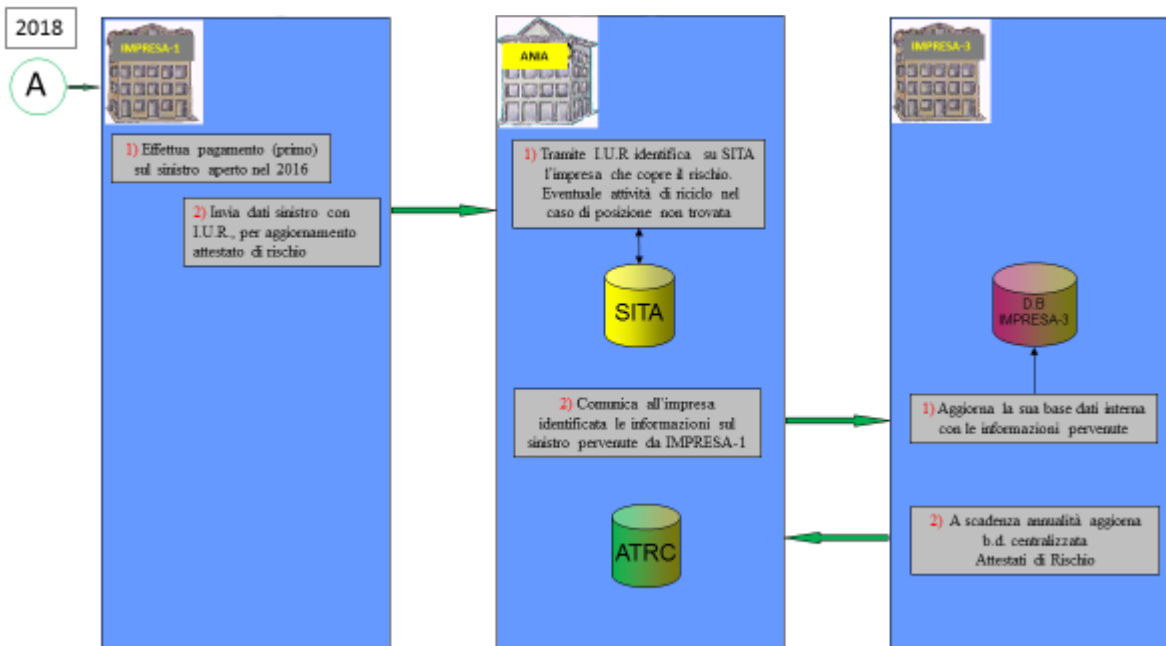 2018
A
IMPRESA-1
1) Effettua pagamento (primo)
sul sinistro aperto nel 2016
2) Invia dati sinistro con
I.U.R., per aggiornamento
attestato di rischio
ANIA
1) Tramite I.U.R identifica su SITA
l'impresa che copre il rischio.
Eventuale attività di riciclo nel
caso di posizione non trovata
SITA
2) Comunica all'impresa
identificata le informazioni sul
sinistro pervenute da IMPRESA-1
ATRC
IMPRESA-3
D.B
IMPRESA-3
1) Aggiorna la sua base dati interna
con le informazioni pervenute
2) A scadenza annualità aggiorna
b.d. centralizzata
Attestati di Rischio